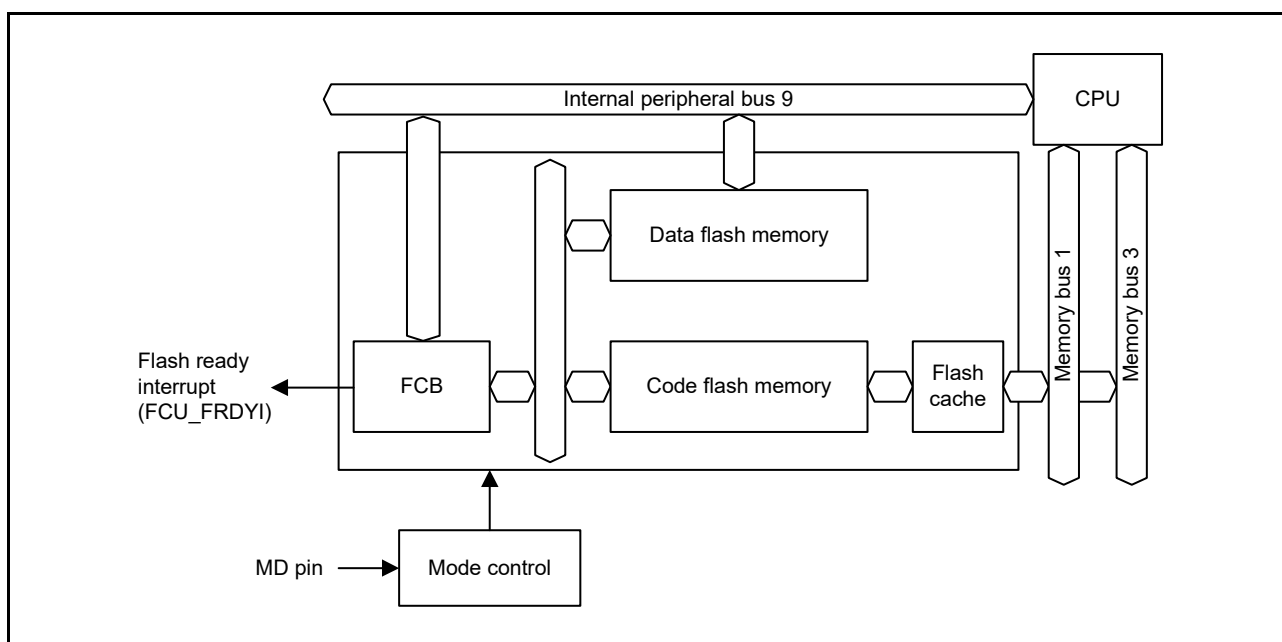 Internal peripheral bus 9
CPU
Data flash memory
Memory bus 1
Memory bus 3
Flash ready
interrupt
(FCU_FRDYI)
FCB
Code flash memory
Flash
cache
MD pin
Mode control